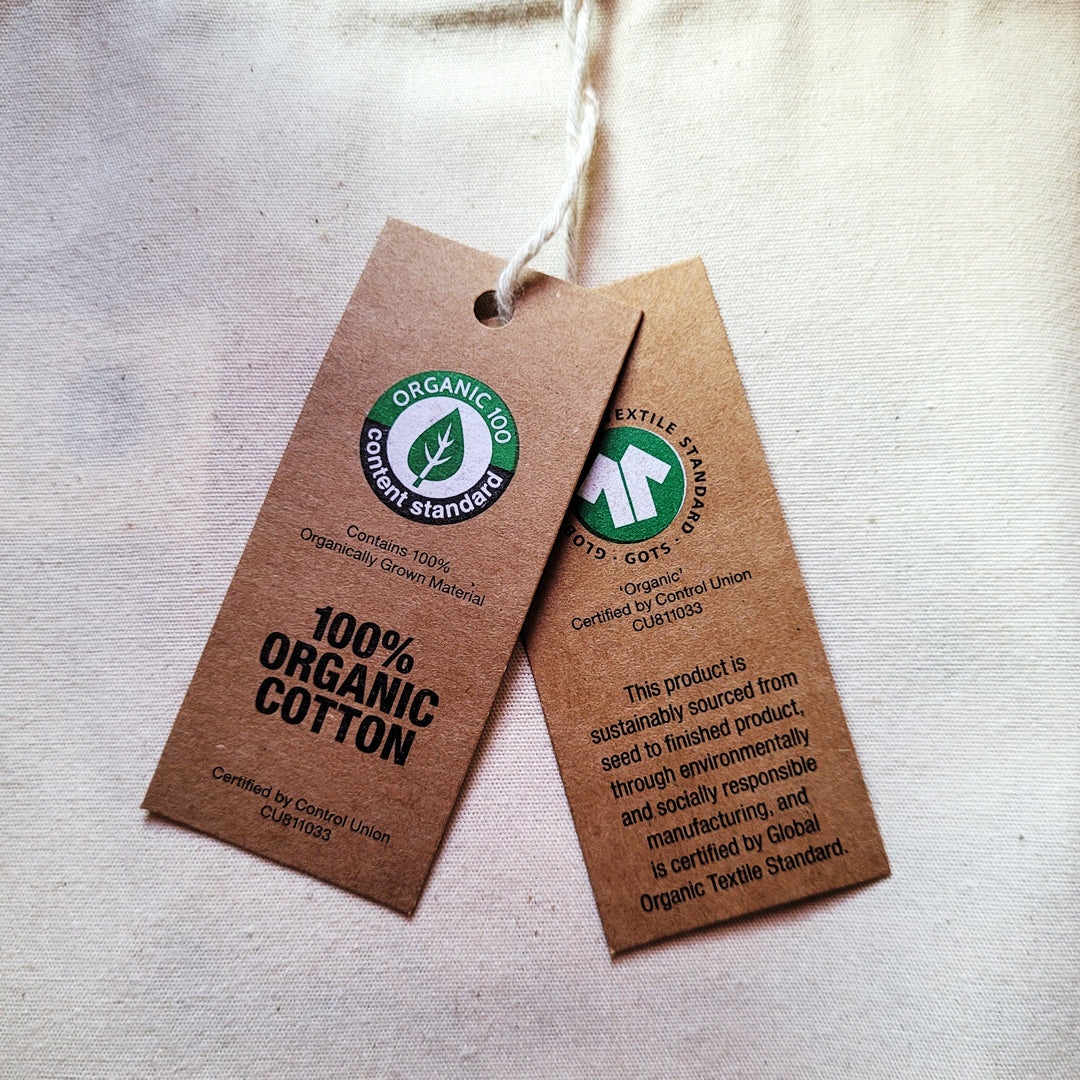 ORGANIC 100
content standard
Contains 100%
Organically Grown Material
100%
ORGANIC
COTTON
Certified by Control Union
CU811033
TEXTILE STANDARD · GOTS ·
'Organic'
Certified by Control Union
CU811033
This product is
sustainably sourced from
seed to finished product,
through environmentally
and socially responsible
manufacturing, and
is certified by Global
Organic Textile Standard.